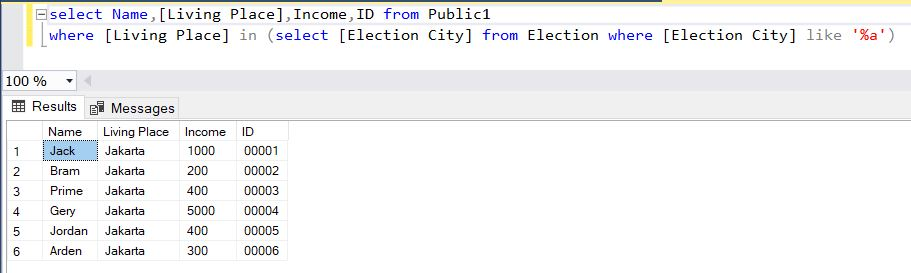 select Name,[Living Place],Income,ID from Public1
where [Living Place] in (select [Election City] from Election where [Election City] like '%a')
100 %
Results Messages
Name Living Place Income ID
1 Jack Jakarta 1000 00001
2 Bram Jakarta 200 00002
3 Prime Jakarta 400 00003
4 Gery Jakarta 5000 00004
5 Jordan Jakarta 400 00005
6 Arden Jakarta 300 00006